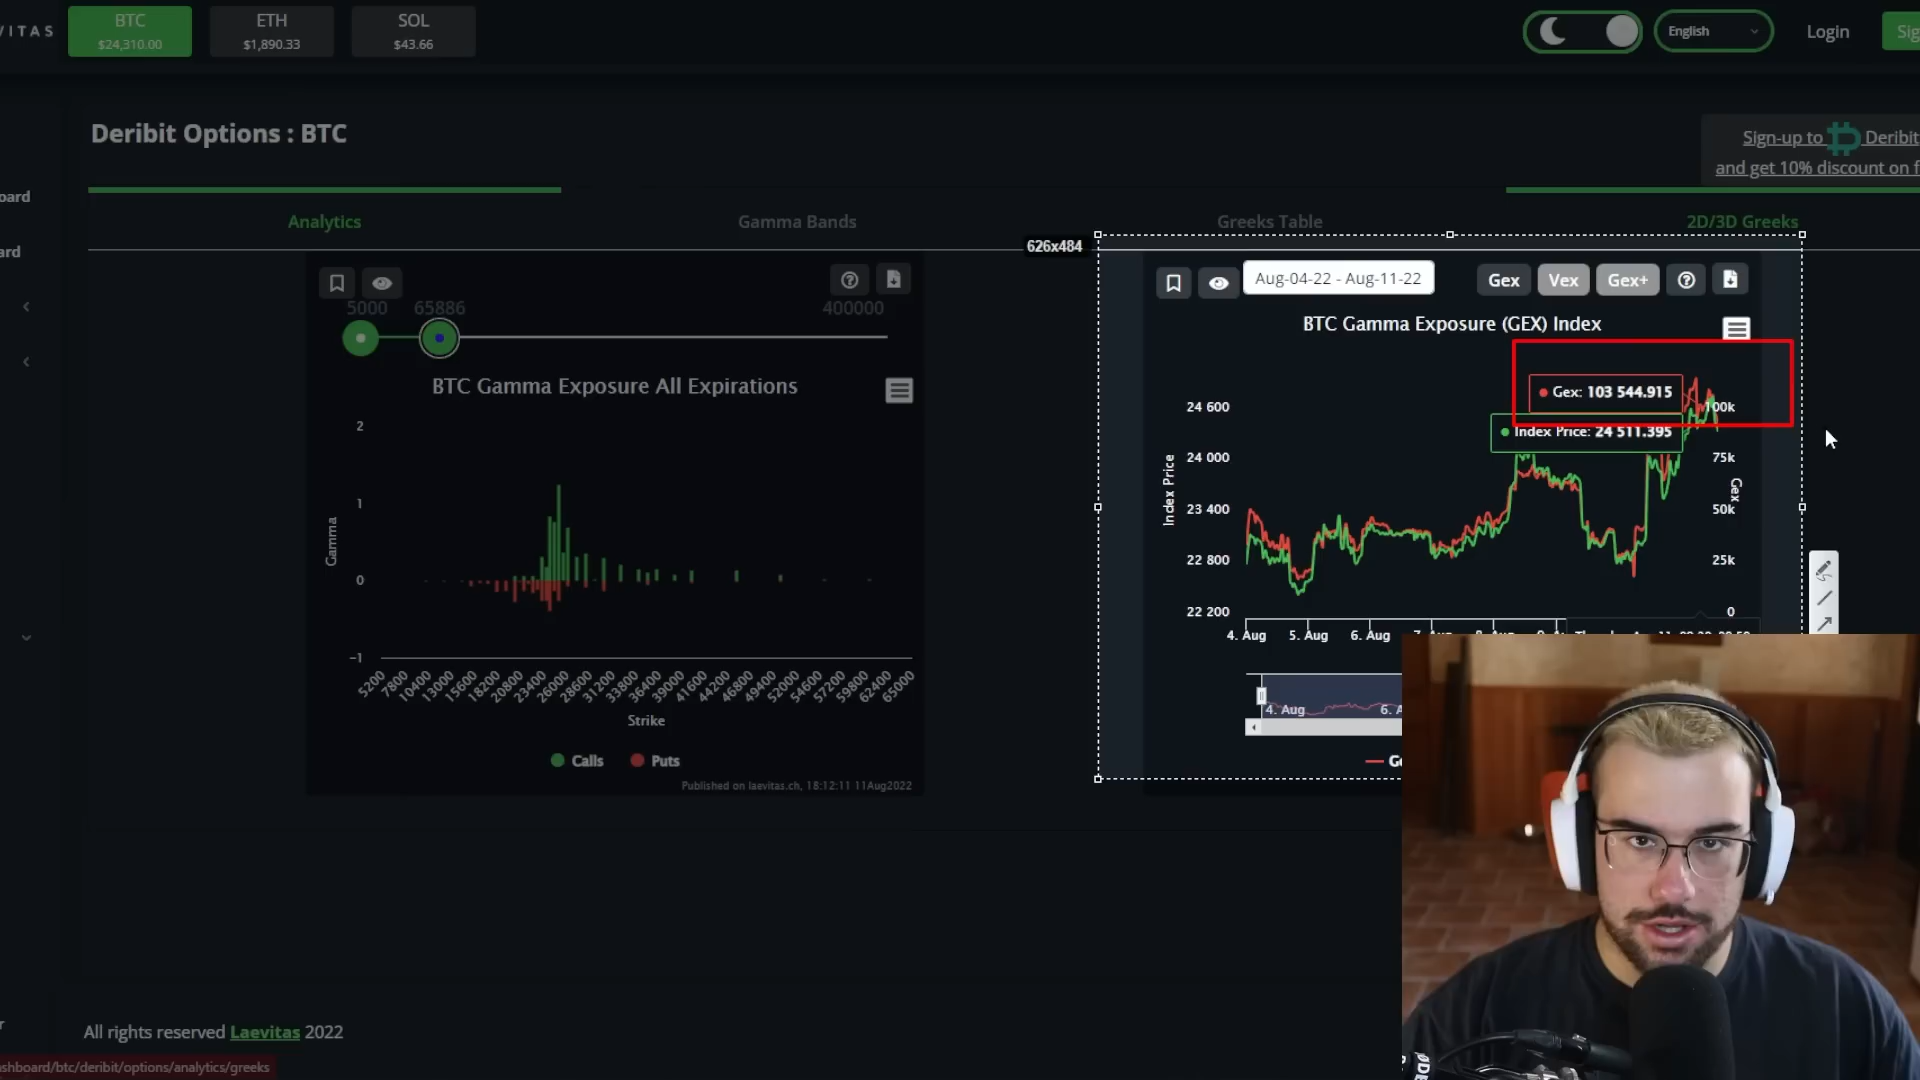 VITAS
BTC
$24,310.00
ETH
$1,890.33
SOL
$43.66
English
Login
Sig
Deribit Options : BTC
Sign-up to Deribit
and get 10% discount on f
oard
ard
Analytics
Gamma Bands
Greeks Table
2D/3D Greeks
626x484
5000
65886
400000
BTC Gamma Exposure All Expirations
2
1
0
-1
Gamma
5200
7800
10400
13000
15600
18200
20800
23400
26000
28600
31200
33800
36400
39000
41600
44200
46800
49400
52000
54600
57200
59800
62400
65000
Strike
Calls
Puts
Published on laevitas.ch, 18:12:11 11Aug2022
Aug-04-22 - Aug-11-22
Gex
Vex
Gex+
BTC Gamma Exposure (GEX) Index
Gex: 103 544.915
Index Price: 24 511.395
24 600
24 000
23 400
22 800
22 200
Index Price
100k
75k
50k
25k
0
Gex
4. Aug
5. Aug
6. Aug
4. Aug
6. A
All rights reserved Laevitas 2022
shboard/btc/deribit/options/analytics/greeks